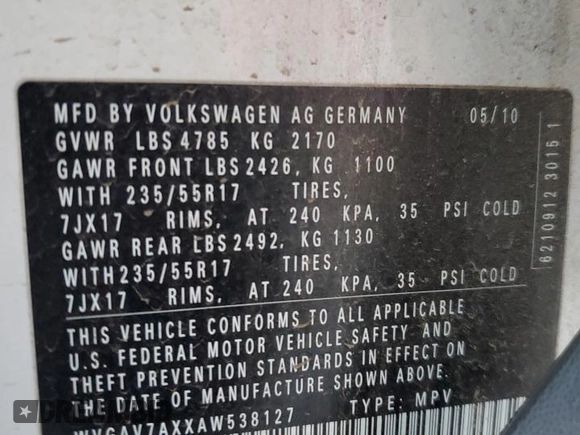 MFD BY VOLKSWAGEN AG GERMANY 05/10
GVWR LBS 4785 KG 2170
GAWR FRONT LBS 2426, KG 1100
WITH 235/55R17 TIRES,
7JX17 RIMS, AT 240 KPA, 35 PSI COLD
GAWR REAR LBS 2492, KG 1130
WITH 235/55R17 TIRES,
7JX17 RIMS, AT 240 KPA, 35 PSI COLD
THIS VEHICLE CONFORMS TO ALL APPLICABLE
U.S. FEDERAL MOTOR VEHICLE SAFETY AND
THEFT PREVENTION STANDARDS IN EFFECT ON
THE DATE OF MANUFACTURE SHOWN ABOVE.
WVGAV7AXXAW538127 TYPE: MPV
6210912 30151